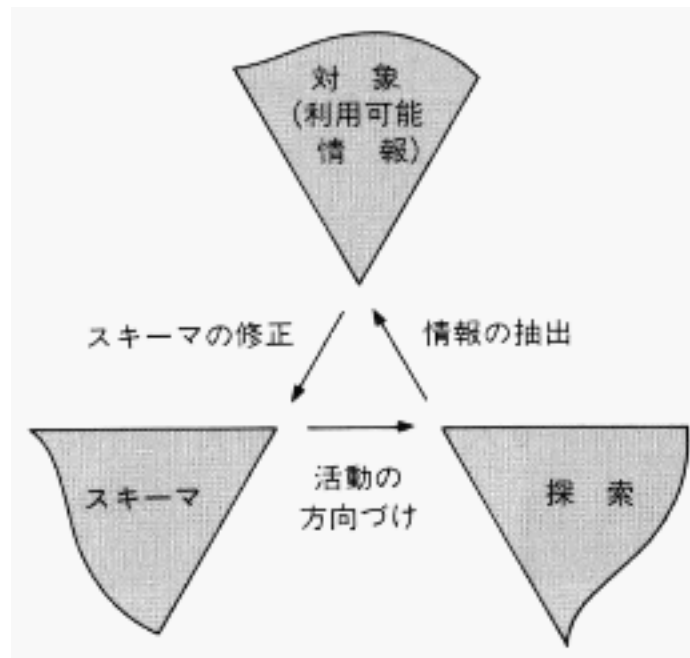 対 象
(利用可能
情 報)
スキーマの修正
情報の抽出
スキーマ
活動の
方向づけ
探 索